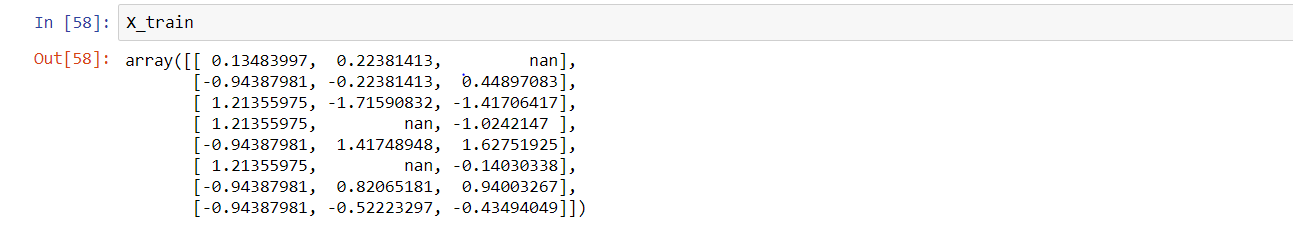 In [58]: X_train
Out[58]: array([[ 0.13483997,  0.22381413,         nan],
       [-0.94387981, -0.22381413,  0.44897083],
       [ 1.21355975, -1.71590832, -1.41706417],
       [ 1.21355975,         nan, -1.0242147 ],
       [-0.94387981,  1.41748948,  1.62751925],
       [ 1.21355975,         nan, -0.14030338],
       [-0.94387981,  0.82065181,  0.94003267],
       [-0.94387981, -0.52223297, -0.43494049]])